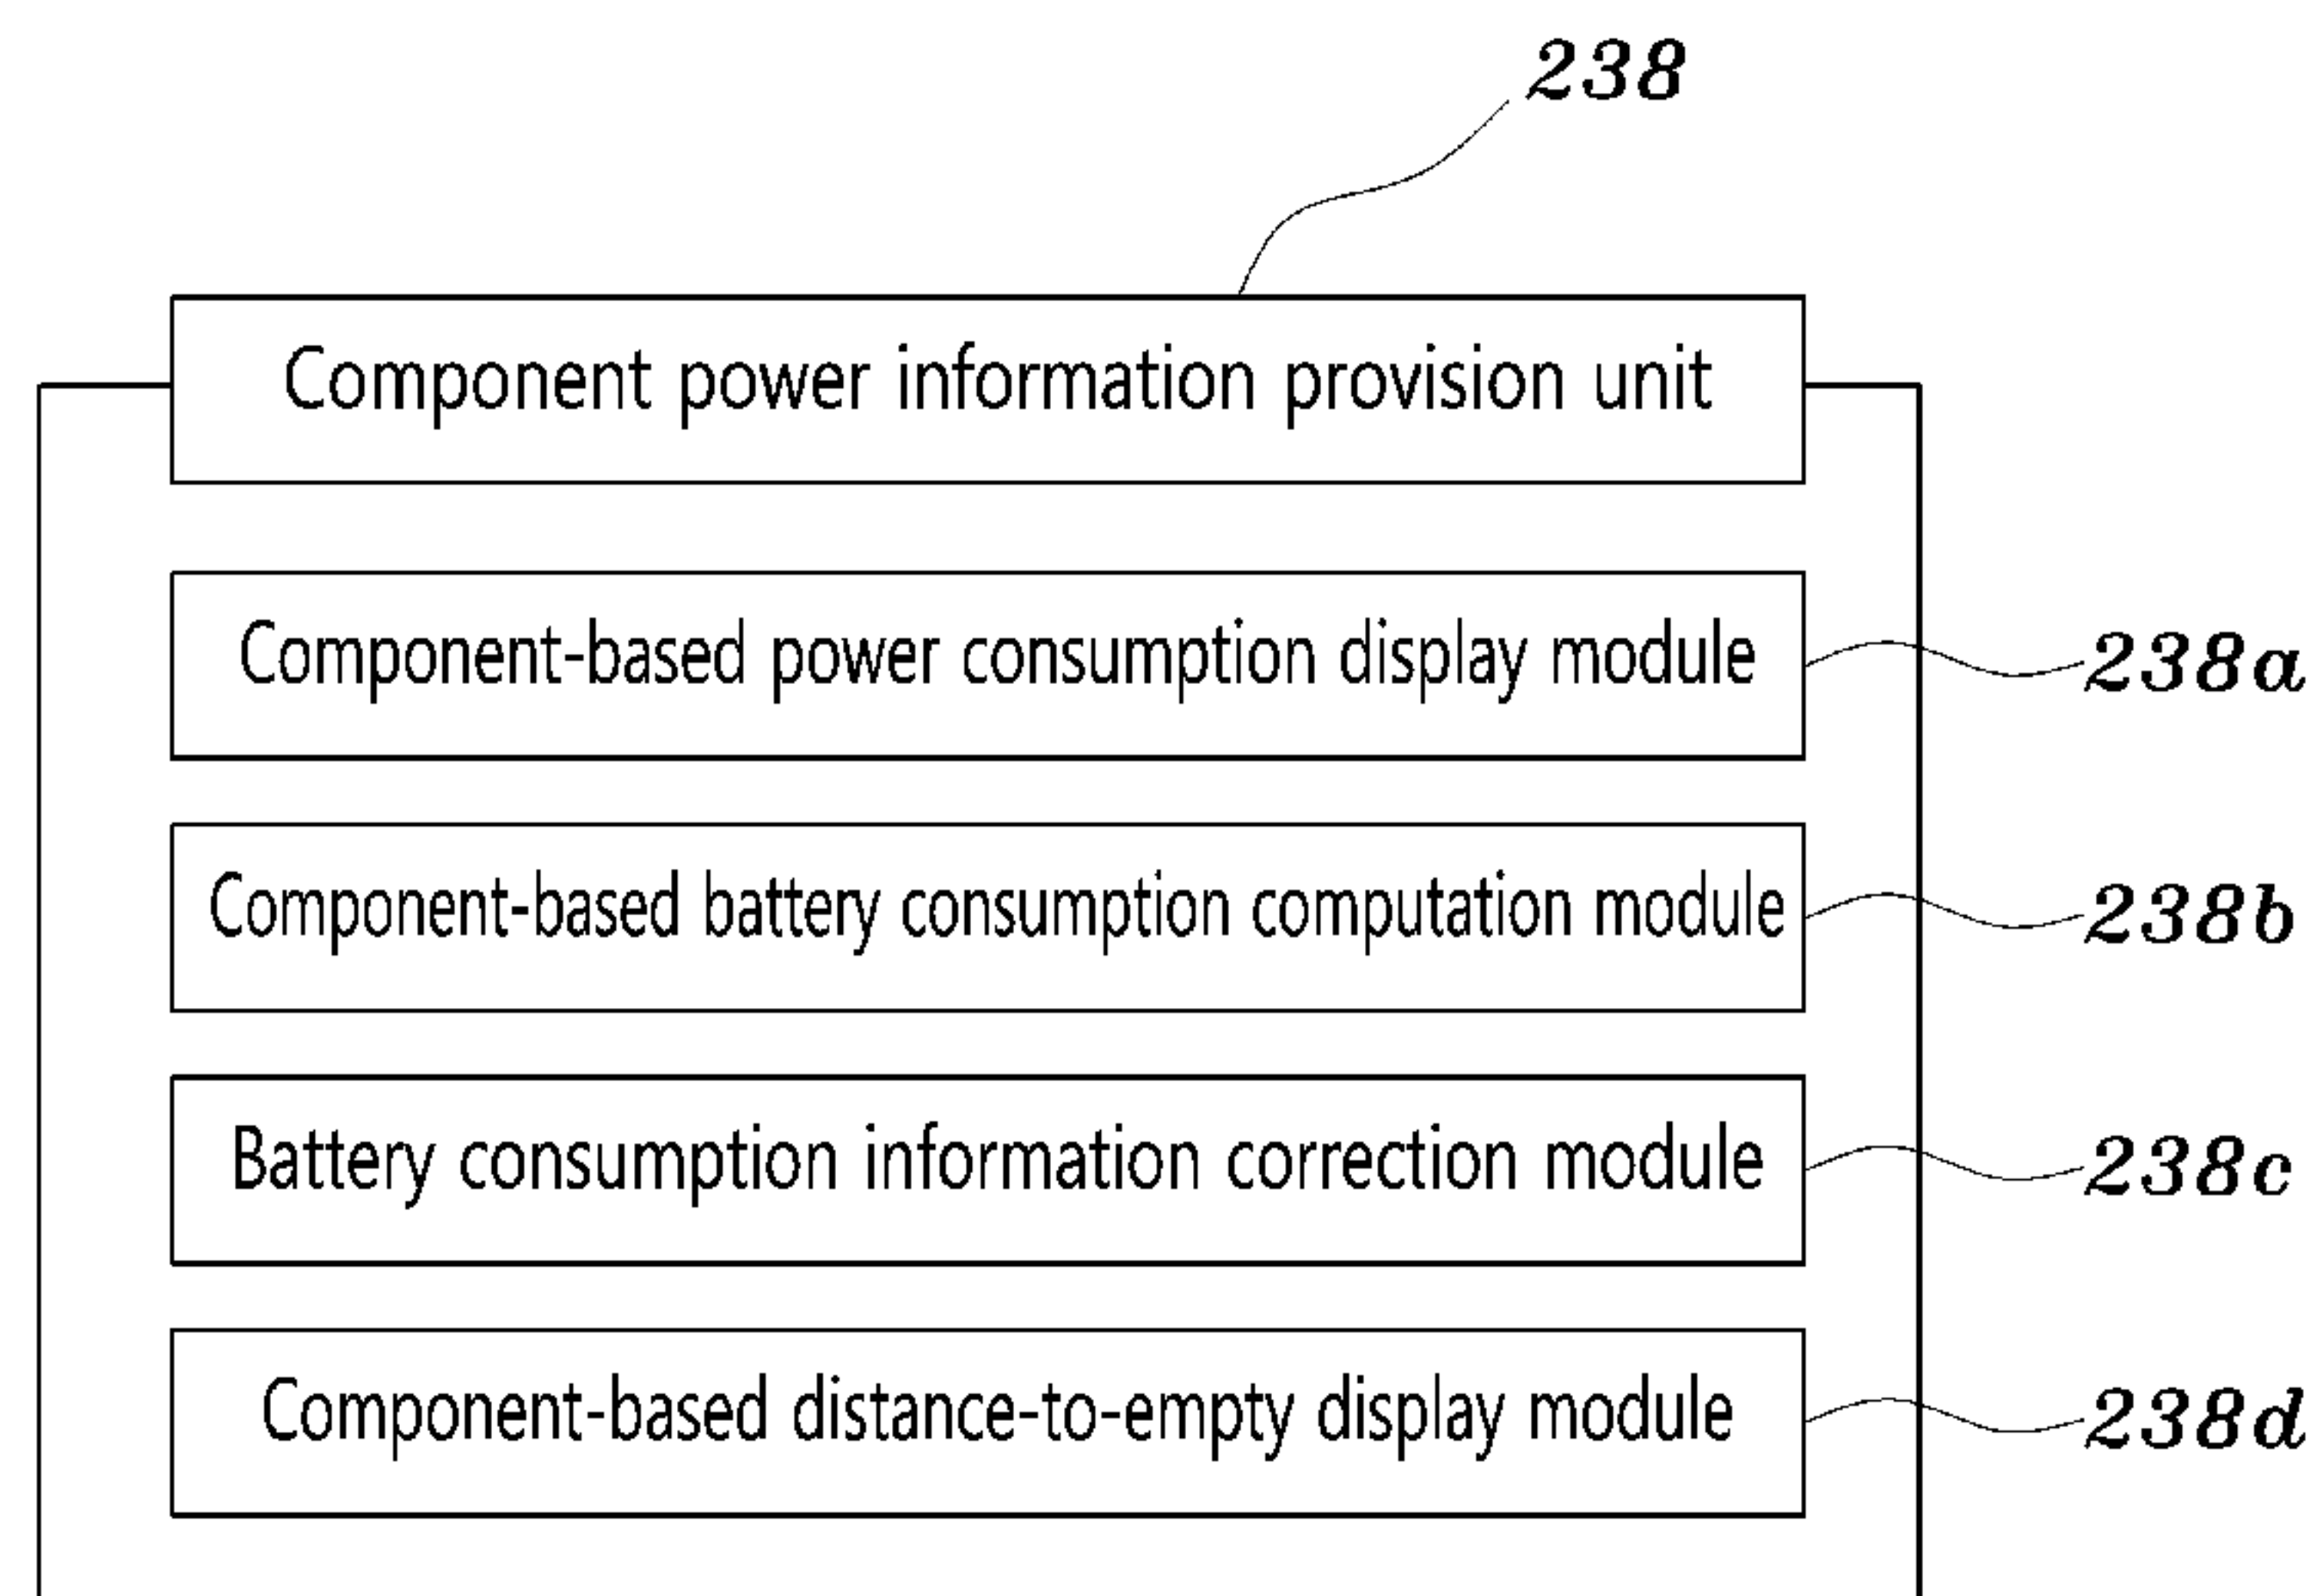 238
Component power information provision unit
Component-based power consumption display module
238a
Component-based battery consumption computation module
238b
Battery consumption information correction module
238c
Component-based distance-to-empty display module
238d